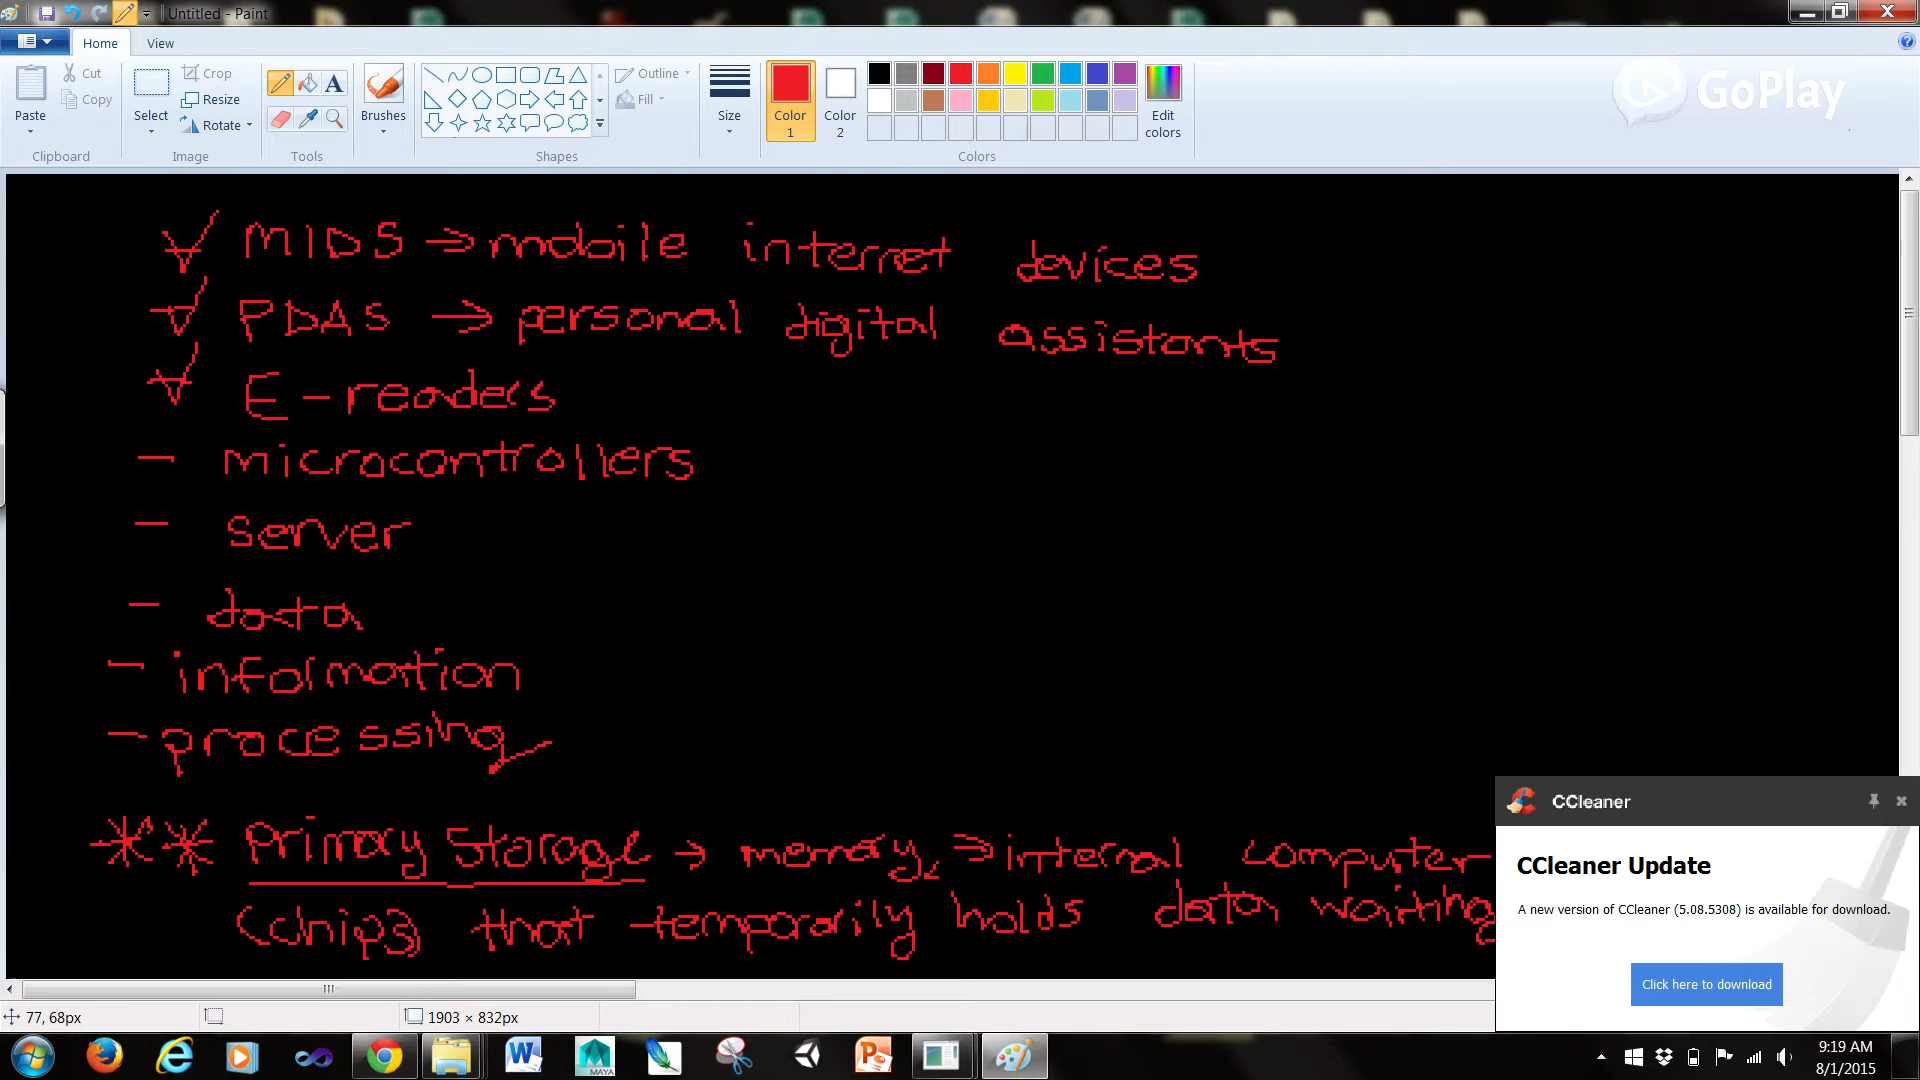 Untitled - Paint
Home View
Cut
Copy
Paste
Clipboard
Crop
Resize
Rotate
Select
Image
Tools
Brushes
Outline
Fill
Shapes
Size
Color 1
Color 2
Edit colors
Colors
GoPlay
MIDS → mobile internet devices
PDAS → personal digital assistants
E-readers
- microcontrollers
- server
- data
- information
- processing
** Primary Storage → memory → internal computer
(chips) that temporarily holds data waiting
CCleaner
CCleaner Update
A new version of CCleaner (5.08.5308) is available for download.
Click here to download
77, 68px
1903 × 832px
MAYA
9:19 AM
8/1/2015